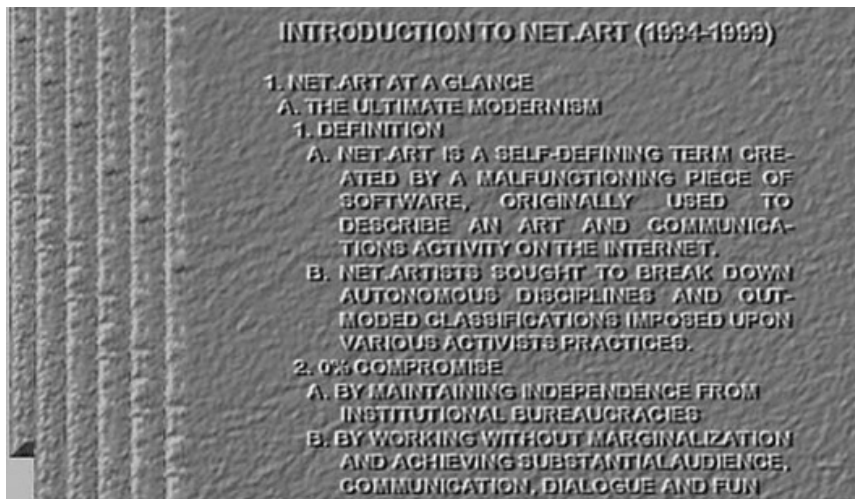 INTRODUCTION TO NET.ART (1994-1999)
1. NET.ART AT A GLANCE
A. THE ULTIMATE MODERNISM
1. DEFINITION
A. NET.ART IS A SELF-DEFINING TERM CRE-
ATED BY A MALFUNCTIONING PIECE OF
SOFTWARE, ORIGINALLY USED TO
DESCRIBE AN ART AND COMMUNICA-
TIONS ACTIVITY ON THE INTERNET.
B. NET.ARTISTS SOUGHT TO BREAK DOWN
AUTONOMOUS DISCIPLINES AND OUT-
MODED CLASSIFICATIONS IMPOSED UPON
VARIOUS ACTIVISTS PRACTICES.
2. 0% COMPROMISE
A. BY MAINTAINING INDEPENDENCE FROM
INSTITUTIONAL BUREAUCRACIES
B. BY WORKING WITHOUT MARGINALIZATION
AND ACHIEVING SUBSTANTIAL AUDIENCE,
COMMUNICATION, DIALOGUE AND FUN